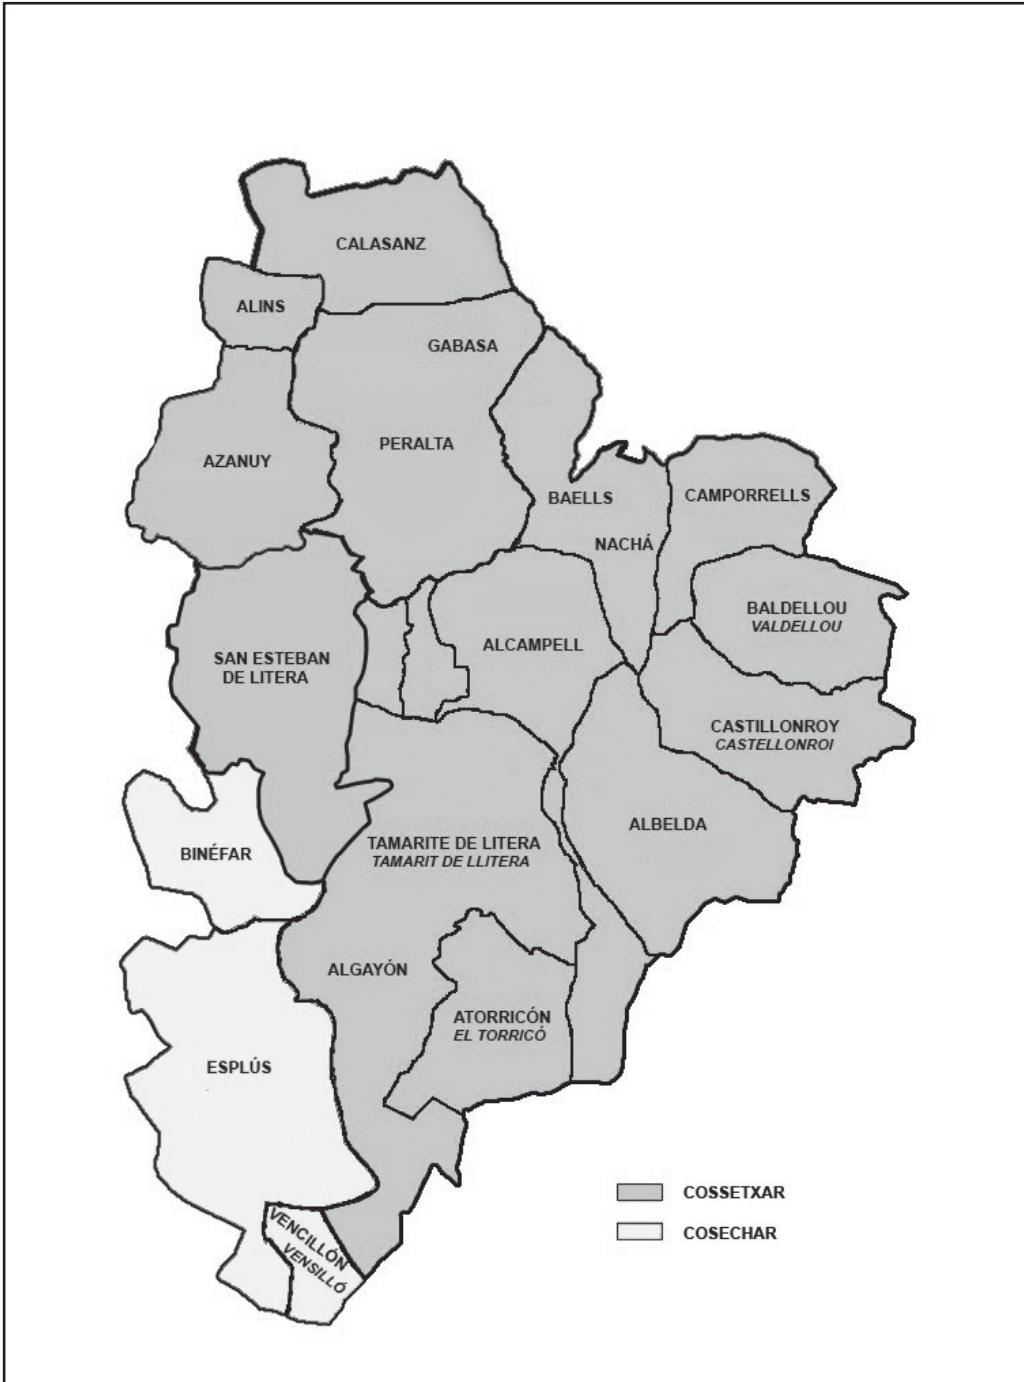 CALASANZ
ALINS
GABASA
PERALTA
AZANUY
BAELLS
CAMPORRELLS
NACHÁ
BALDELLOU
VALDELLOU
ALCAMPELL
SAN ESTEBAN
DE LITERA
CASTILLONROY
CASTELLONROI
ALBELDA
TAMARITE DE LITERA
TAMARIT DE LLITERA
BINÉFAR
ALGAYÓN
ATORRICÓN
EL TORRICÓ
ESPLÚS
VENCILLÓN
VENSILLÓ
COSSETXAR
COSECHAR